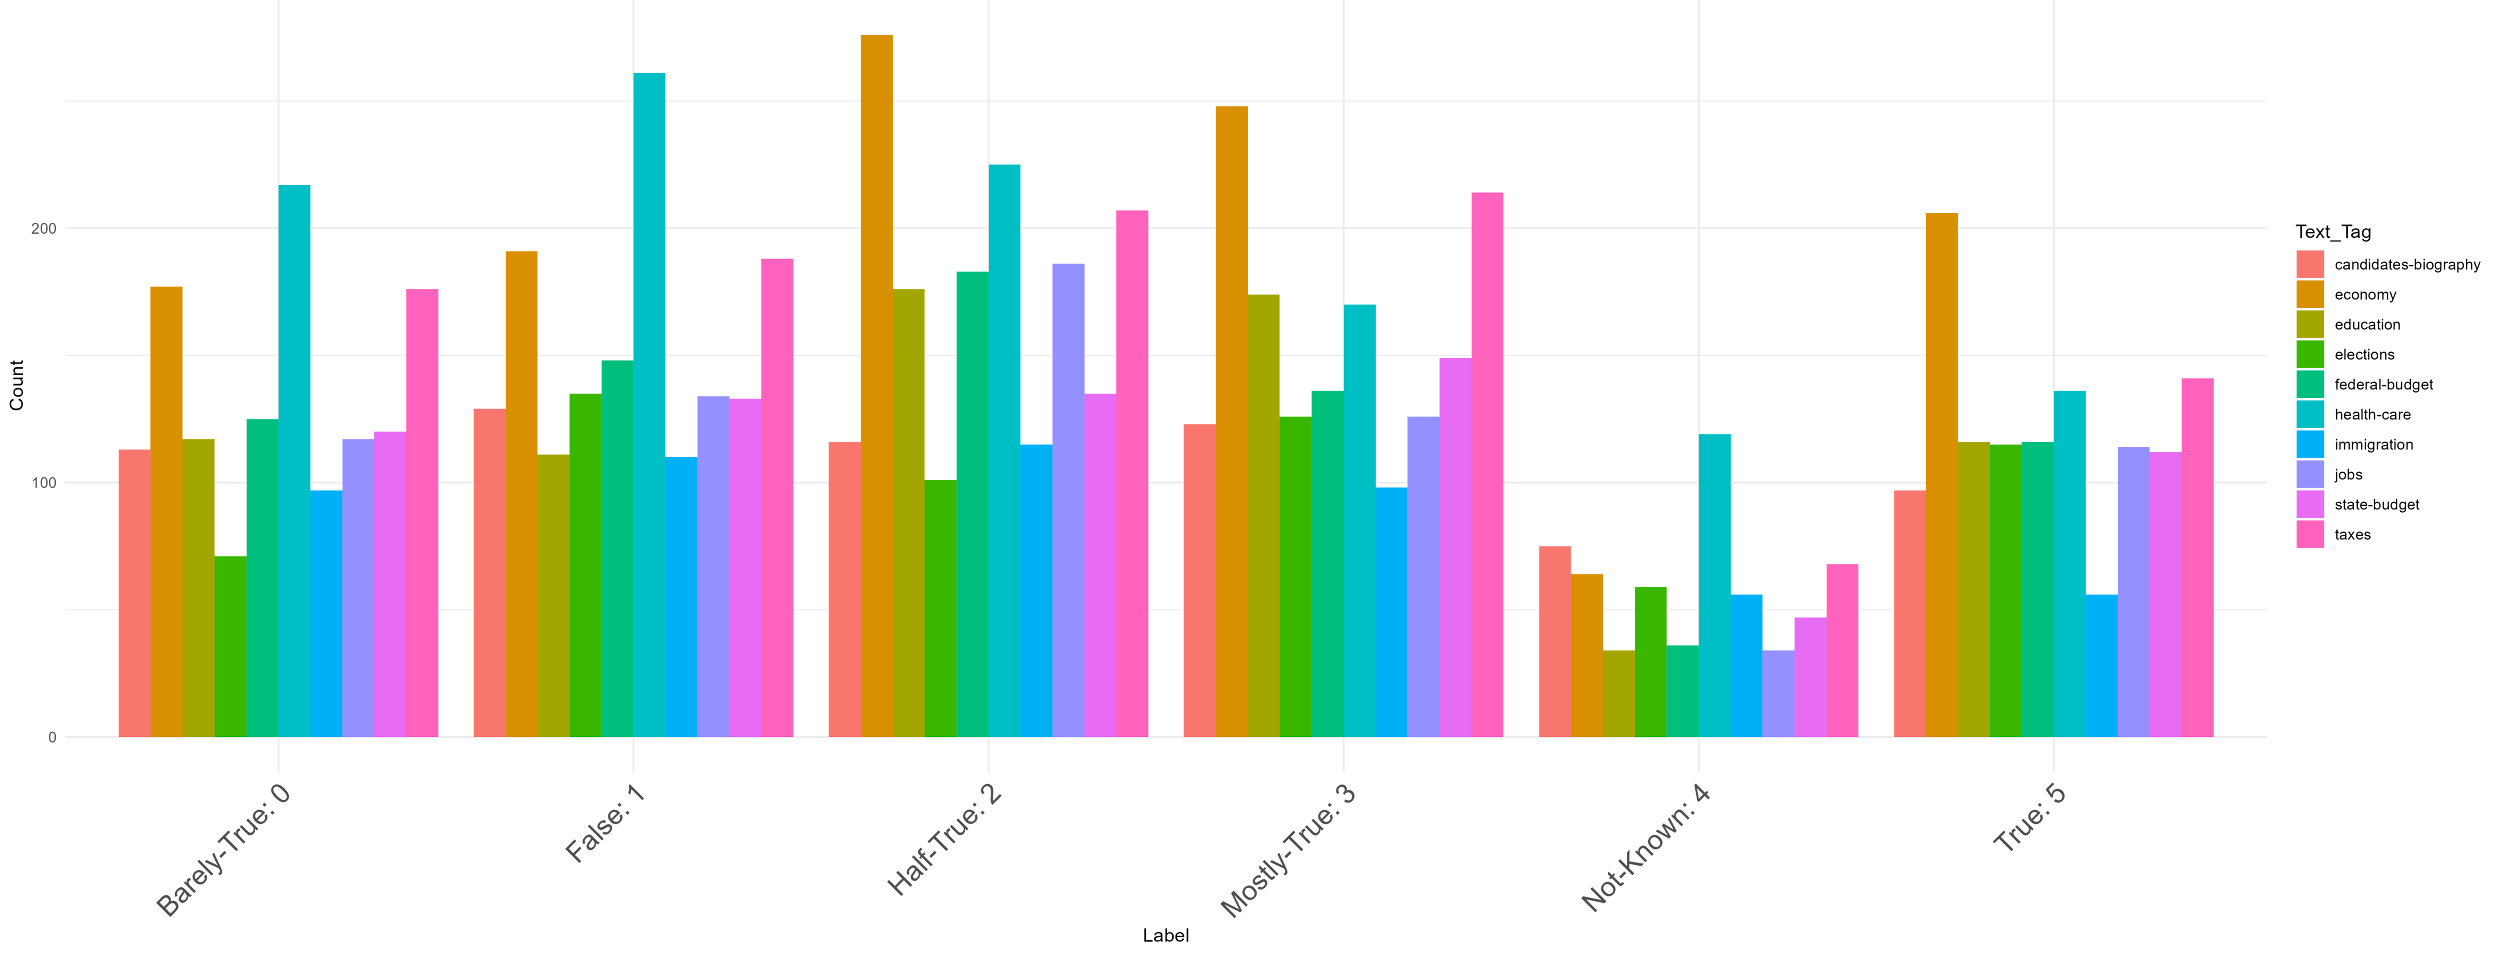 200
100
0
Count
Barely-True: 0
False: 1
Half-True: 2
Mostly-True: 3
Not-Known: 4
True: 5
Label
Text_Tag
candidates-biography
economy
education
elections
federal-budget
health-care
immigration
jobs
state-budget
taxes